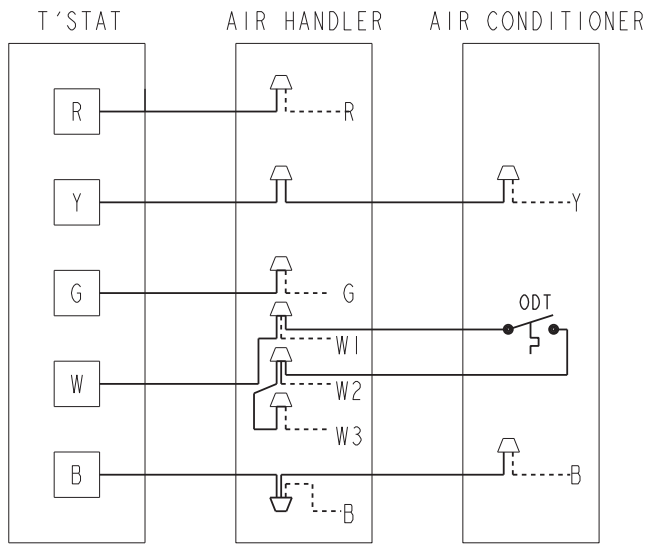 T'STAT AIR HANDLER AIR CONDITIONER
R R
Y Y
G G
ODT
W1
W W2
W3
B B
B